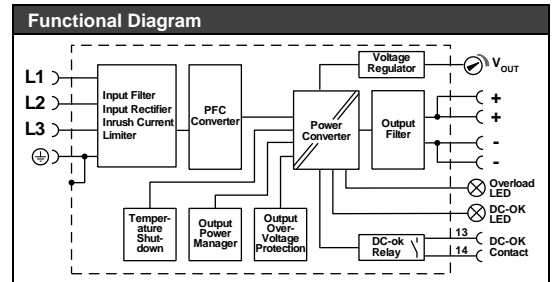 Functional Diagram
L1
L2
L3
Input Filter
Input Rectifier
Inrush Current
Limiter
PFC
Converter
Power
Converter
Output
Filter
Voltage
Regulator
VOUT
+
+
-
-
Overload
LED
DC-OK
LED
Temper-
ature
Shut-
down
Output
Power
Manager
Output
Over-
Voltage
Protection
DC-ok
Relay
13
14
DC-OK
Contact